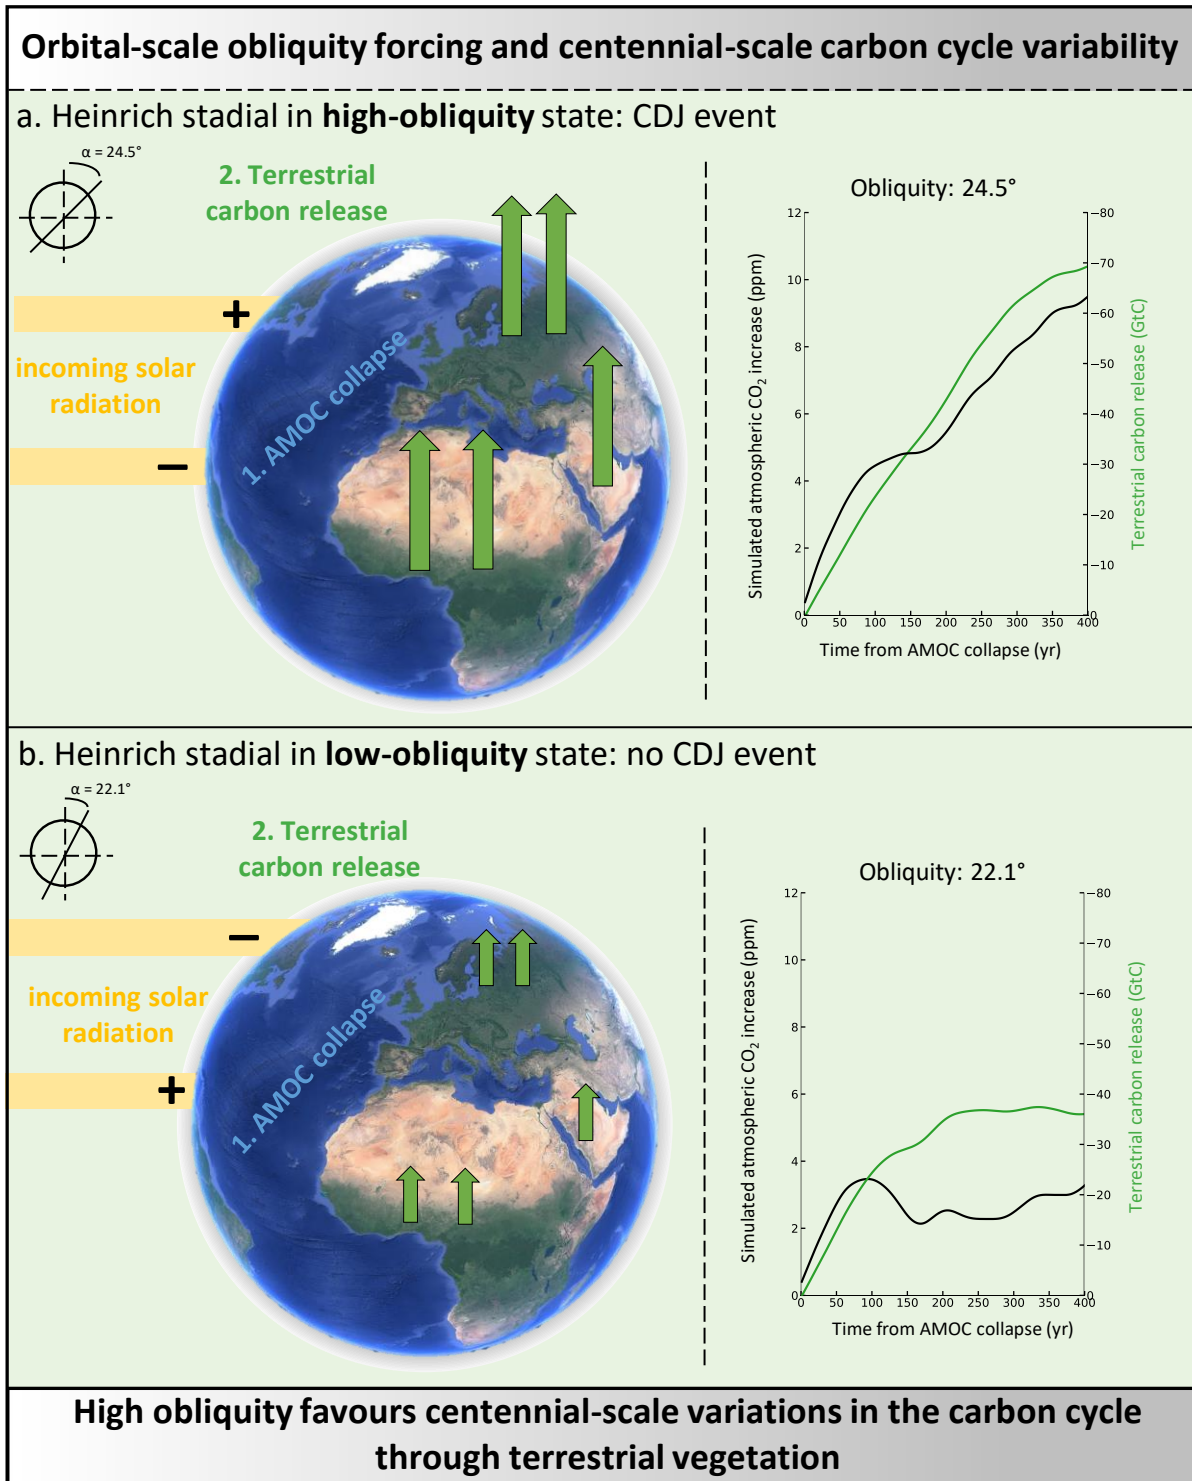 Orbital-scale obliquity forcing and centennial-scale carbon cycle variability
a. Heinrich stadial in high-obliquity state: CDJ event
α = 24.5°
2. Terrestrial
carbon release
+
incoming solar
radiation
−
1. AMOC collapse
Obliquity: 24.5°
Simulated atmospheric CO₂ increase (ppm)
12
10
8
6
4
2
0
−80
−70
−60
−50
−40
−30
−20
−10
0
Terrestrial carbon release (GtC)
0 50 100 150 200 250 300 350 400
Time from AMOC collapse (yr)
b. Heinrich stadial in low-obliquity state: no CDJ event
α = 22.1°
2. Terrestrial
carbon release
−
incoming solar
radiation
+
1. AMOC collapse
Obliquity: 22.1°
Simulated atmospheric CO₂ increase (ppm)
12
10
8
6
4
2
0
−80
−70
−60
−50
−40
−30
−20
−10
0
Terrestrial carbon release (GtC)
0 50 100 150 200 250 300 350 400
Time from AMOC collapse (yr)
High obliquity favours centennial-scale variations in the carbon cycle
through terrestrial vegetation